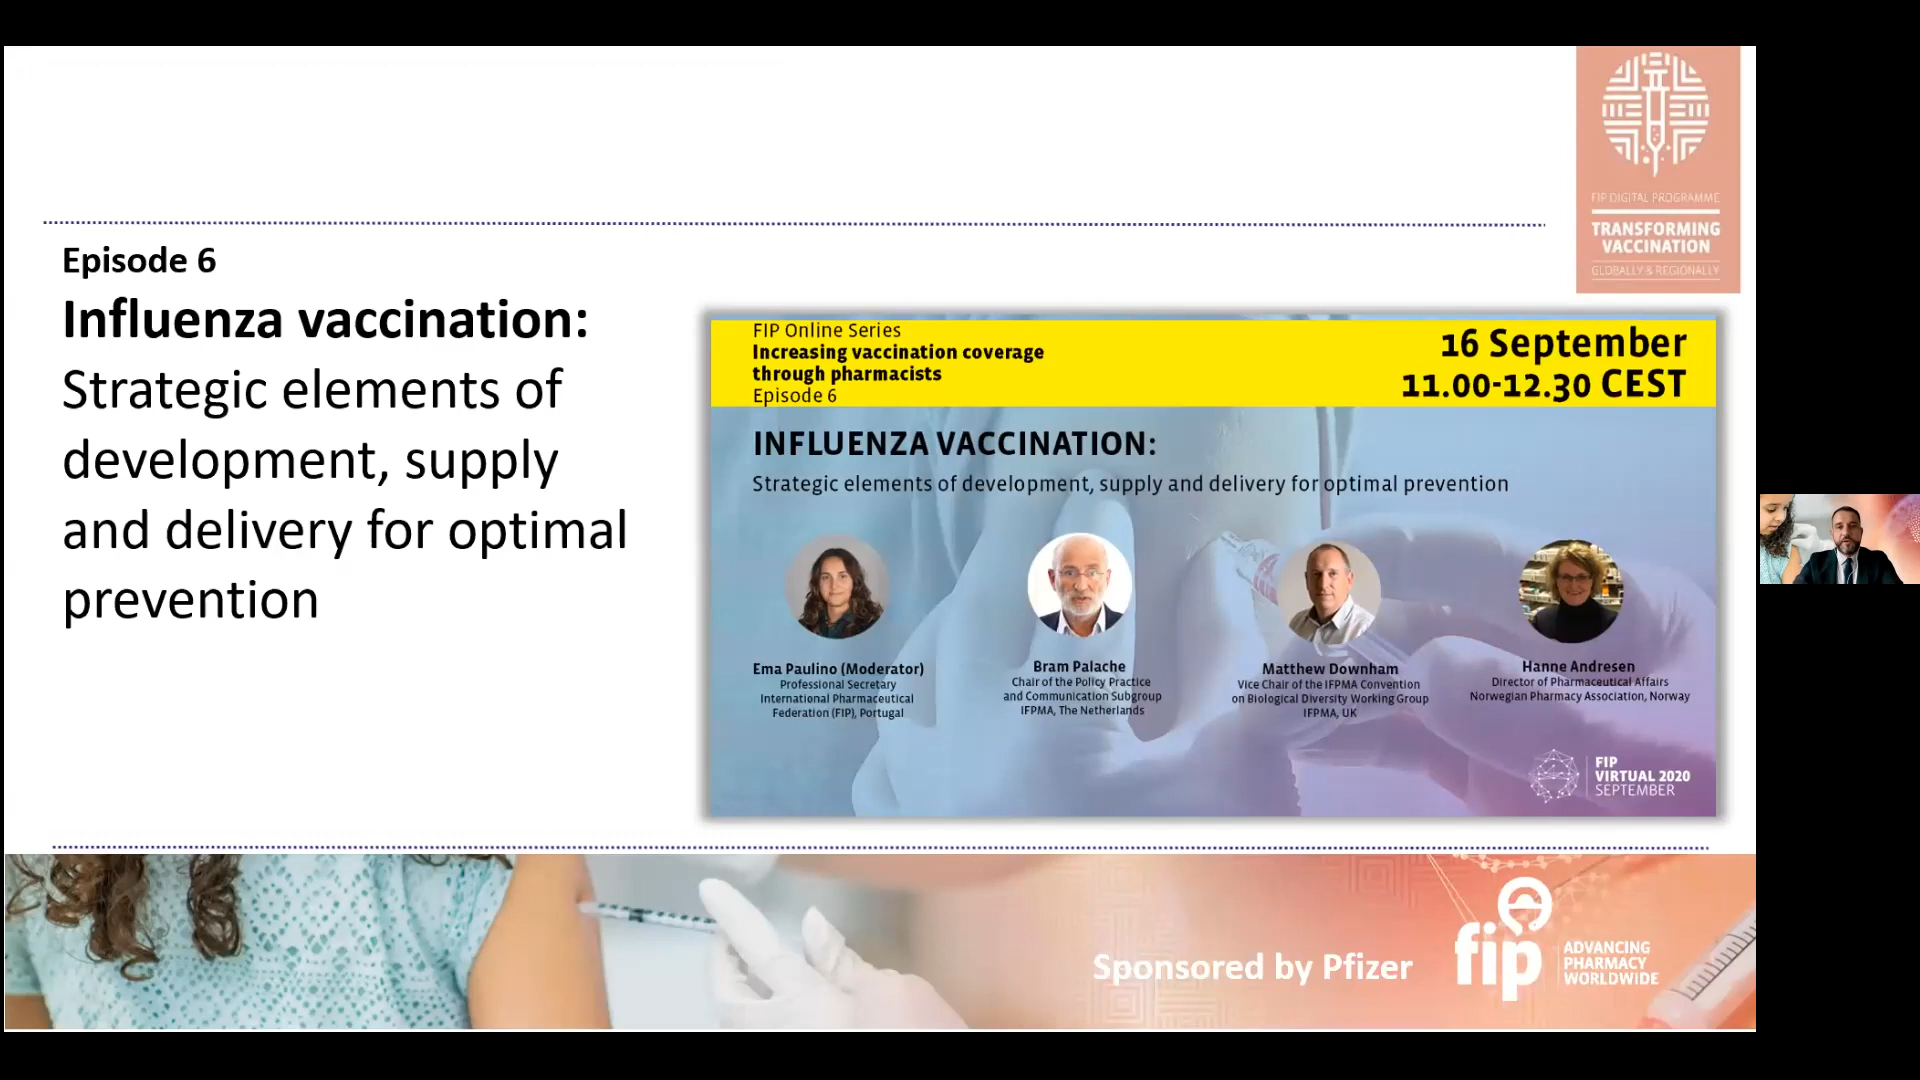 FIP DIGITAL PROGRAMME
TRANSFORMING
VACCINATION
GLOBALLY & REGIONALLY
Episode 6
Influenza vaccination:
Strategic elements of
development, supply
and delivery for optimal
prevention
FIP Online Series
Increasing vaccination coverage
through pharmacists
Episode 6
16 September
11.00-12.30 CEST
INFLUENZA VACCINATION:
Strategic elements of development, supply and delivery for optimal prevention
Ema Paulino (Moderator)
Professional Secretary
International Pharmaceutical
Federation (FIP), Portugal
Bram Palache
Chair of the Policy Practice
and Communication Subgroup
IFPMA, The Netherlands
Matthew Downham
Vice Chair of the IFPMA Convention
on Biological Diversity Working Group
IFPMA, UK
Hanne Andresen
Director of Pharmaceutical Affairs
Norwegian Pharmacy Association, Norway
FIP
VIRTUAL 2020
SEPTEMBER
Sponsored by Pfizer
fip
ADVANCING
PHARMACY
WORLDWIDE